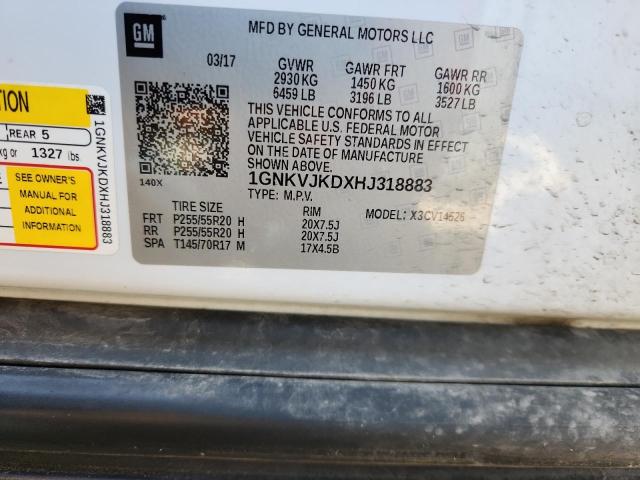 GM
MFD BY GENERAL MOTORS LLC
03/17
GVWR GAWR FRT GAWR RR
2930 KG 1450 KG 1600 KG
6459 LB 3196 LB 3527 LB
THIS VEHICLE CONFORMS TO ALL
APPLICABLE U.S. FEDERAL MOTOR
VEHICLE SAFETY STANDARDS IN EFFECT
ON THE DATE OF MANUFACTURE
SHOWN ABOVE.
1GNKVJKDXHJ318883
TYPE: M.P.V. MODEL: X3CV14526
140X
TIRE SIZE RIM
FRT P255/55R20 H 20X7.5J
RR P255/55R20 H 20X7.5J
SPA T145/70R17 M 17X4.5B
REAR 5
kg or 1327 lbs.
SEE OWNER'S
MANUAL FOR
ADDITIONAL
INFORMATION
1GNKVJKDXHJ318883